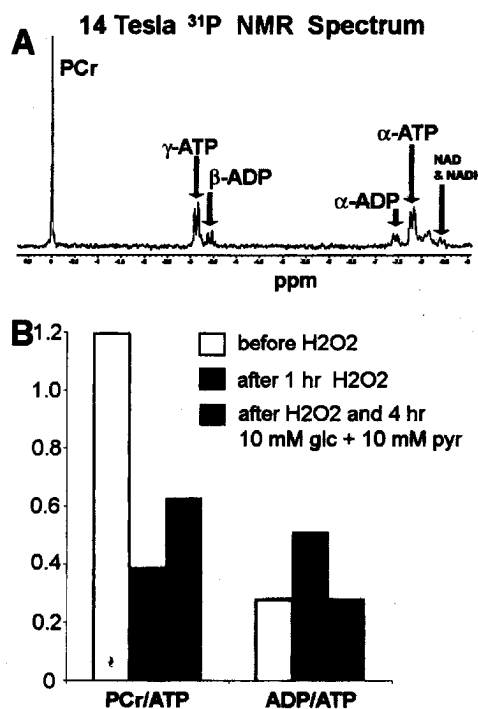 14 Tesla ³¹P NMR Spectrum
A
PCr
γ-ATP
β-ADP
α-ATP
α-ADP
NAD
& NADH
ppm
B
1.2
1.0
0.8
0.6
0.4
0.2
0
before H2O2
after 1 hr H2O2
after H2O2 and 4 hr
10 mM glc + 10 mM pyr
PCr/ATP
ADP/ATP